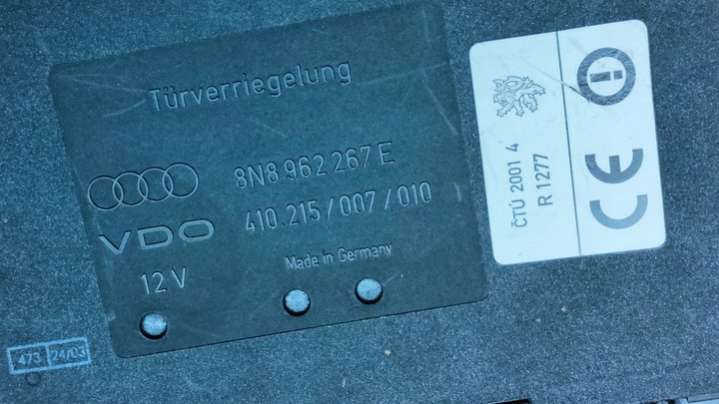 Türverriegelung
8N8 962 267 E
VDO
410.215/007/010
12 V
Made in Germany
ČTÚ 2001 4
R 1277
CE
473 24/03